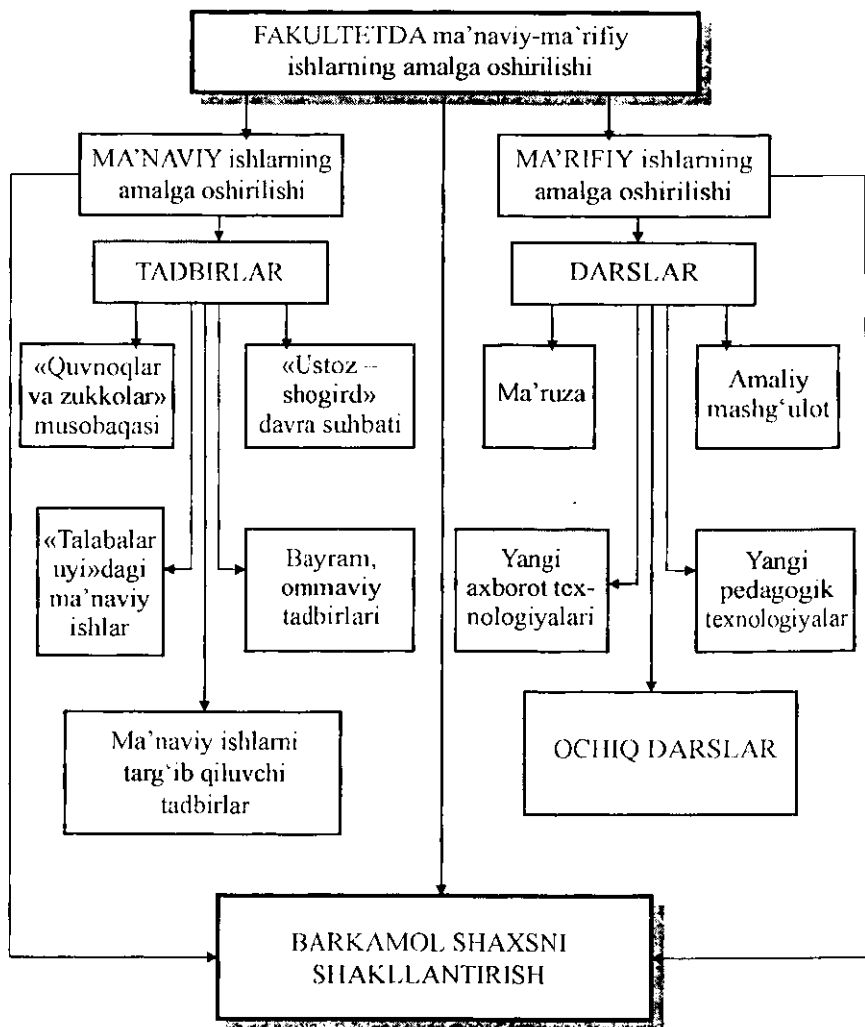 FAKULTETDA ma’naviy-ma‘rifiy
ishlarning amalga oshirilishi
MA’NAVIY ishlarning
amalga oshirilishi
MA’RIFIY ishlarning
amalga oshirilishi
TADBIRLAR
DARSLAR
«Quvnoqlar
va zukkolar»
musobaqasi
«Ustoz –
shogird»
davra suhbati
Ma’ruza
Amaliy
mashg‘ulot
«Talabalar
uyi»dagi
ma’naviy
ishlar
Bayram,
ommaviy
tadbirlari
Yangi
axborot tex-
nologiyalari
Yangi
pedagogik
texnologiyalar
Ma’naviy ishlarni
targ‘ib qiluvchi
tadbirlar
OCHIQ DARSLAR
BARKAMOL SHAXSNI
SHAKLLANTIRISH